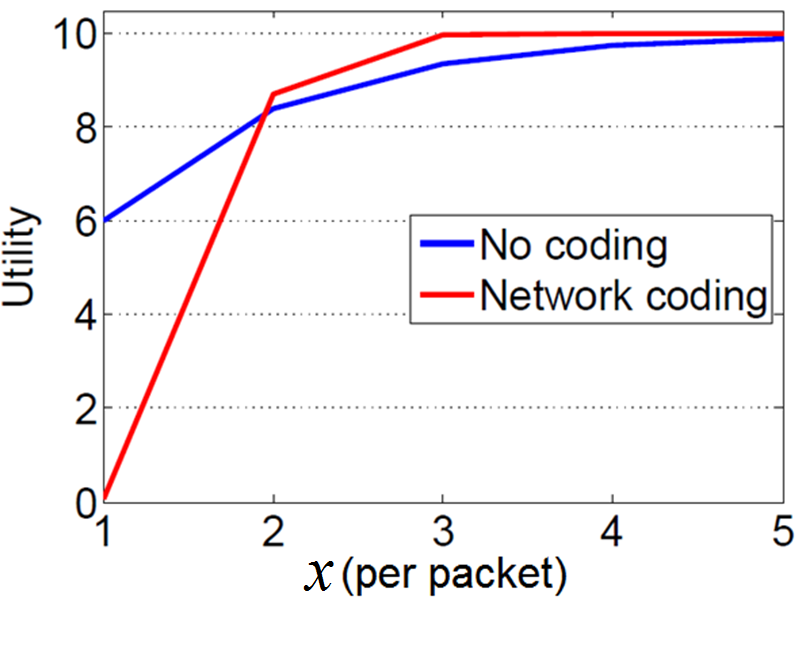 10
8
6
4
2
0
Utility
No coding
Network coding
1 2 3 4 5
x (per packet)